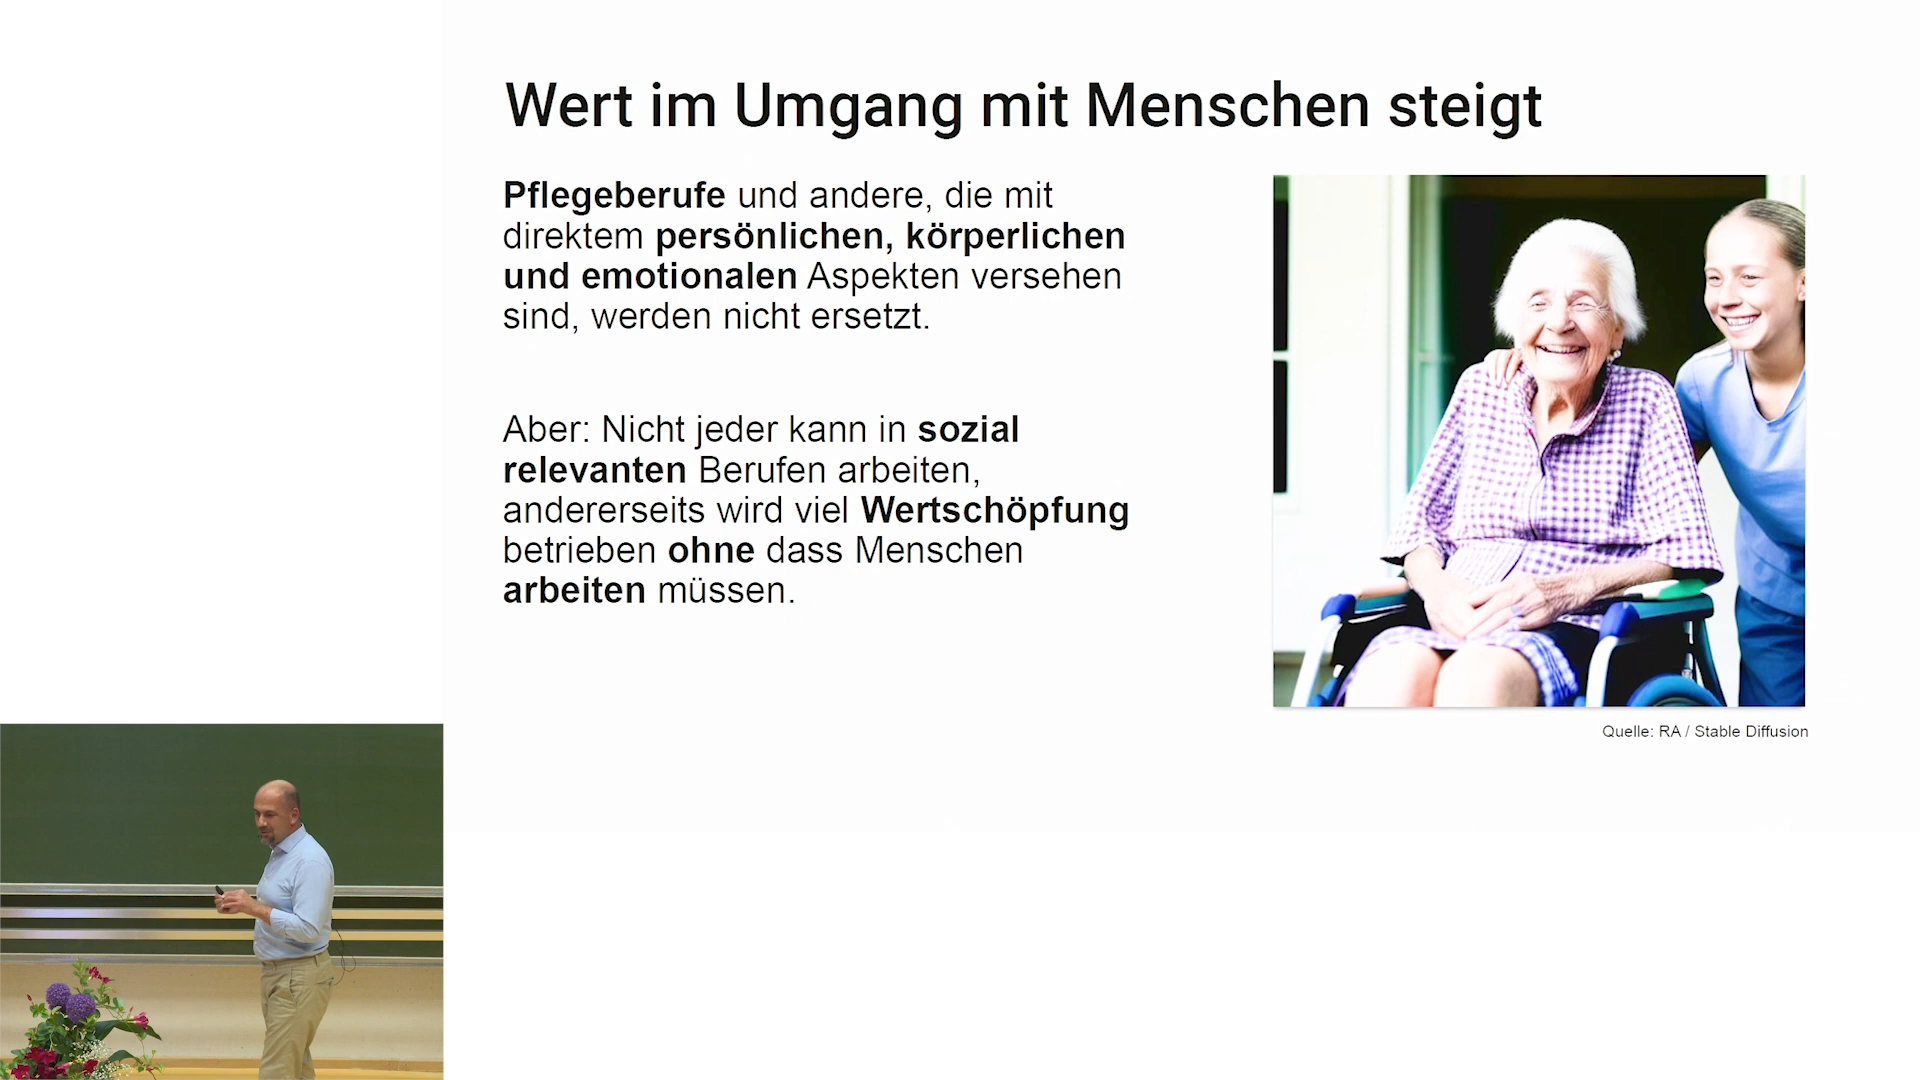 Wert im Umgang mit Menschen steigt
Pflegeberufe und andere, die mit
direktem persönlichen, körperlichen
und emotionalen Aspekten versehen
sind, werden nicht ersetzt.
Aber: Nicht jeder kann in sozial
relevanten Berufen arbeiten,
andererseits wird viel Wertschöpfung
betrieben ohne dass Menschen
arbeiten müssen.
Quelle: RA / Stable Diffusion